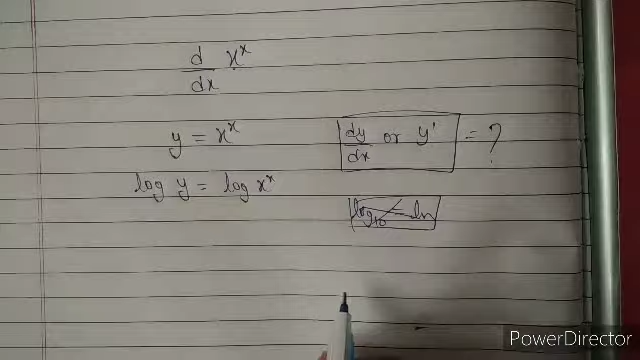 d/dx x^x
y = x^x
dy/dx or y' = ?
log y = log x^x
log₁₀ = ln
PowerDirector